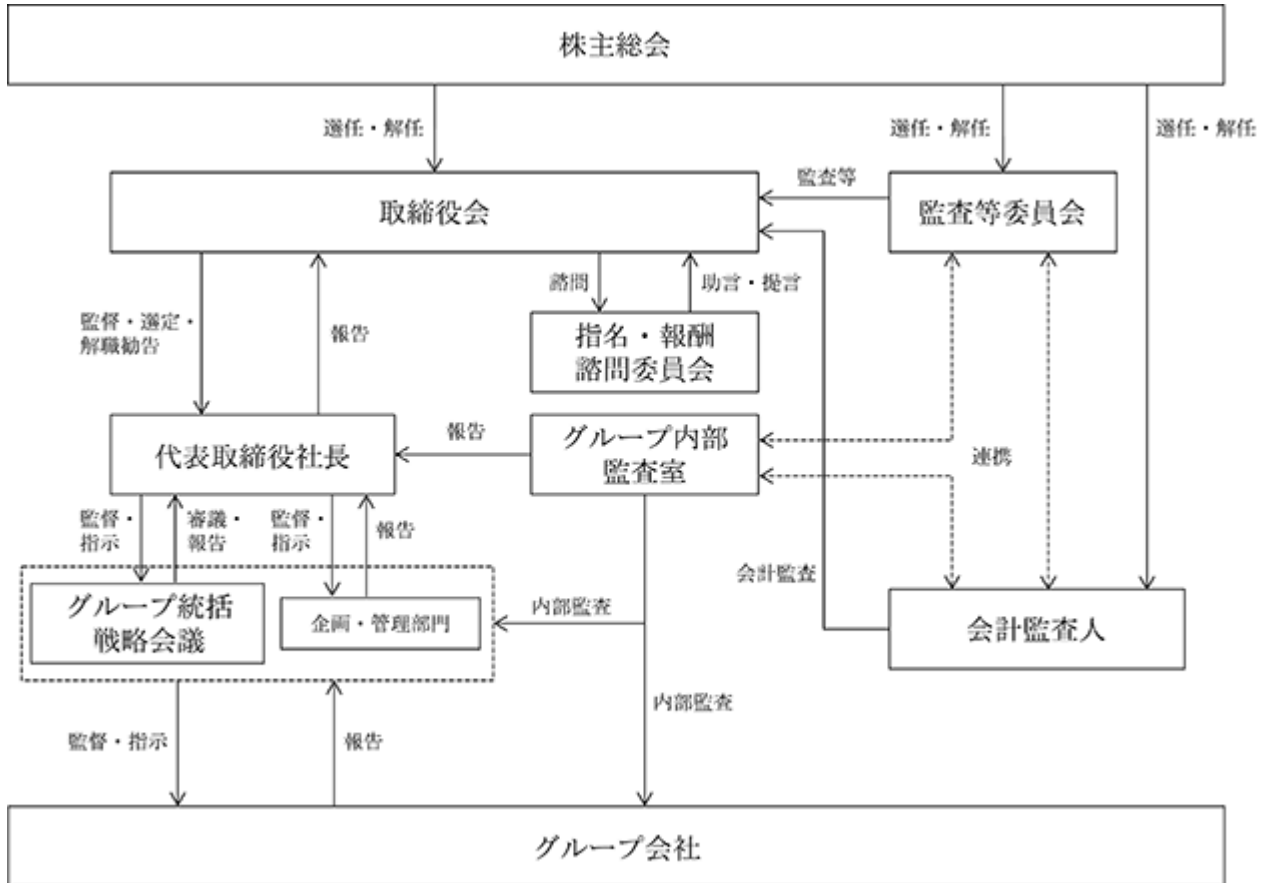 株主総会
選任・解任
選任・解任
選任・解任
監査等
取締役会
監査等委員会
諮問
助言・提言
監督・選定・
解職勧告
報告
指名・報酬
諮問委員会
代表取締役社長
報告
グループ内部
監査室
連携
監督・
指示
審議・
報告
監督・
指示
報告
会計監査
グループ統括
戦略会議
企画・管理部門
内部監査
会計監査人
内部監査
監督・指示
報告
グループ会社